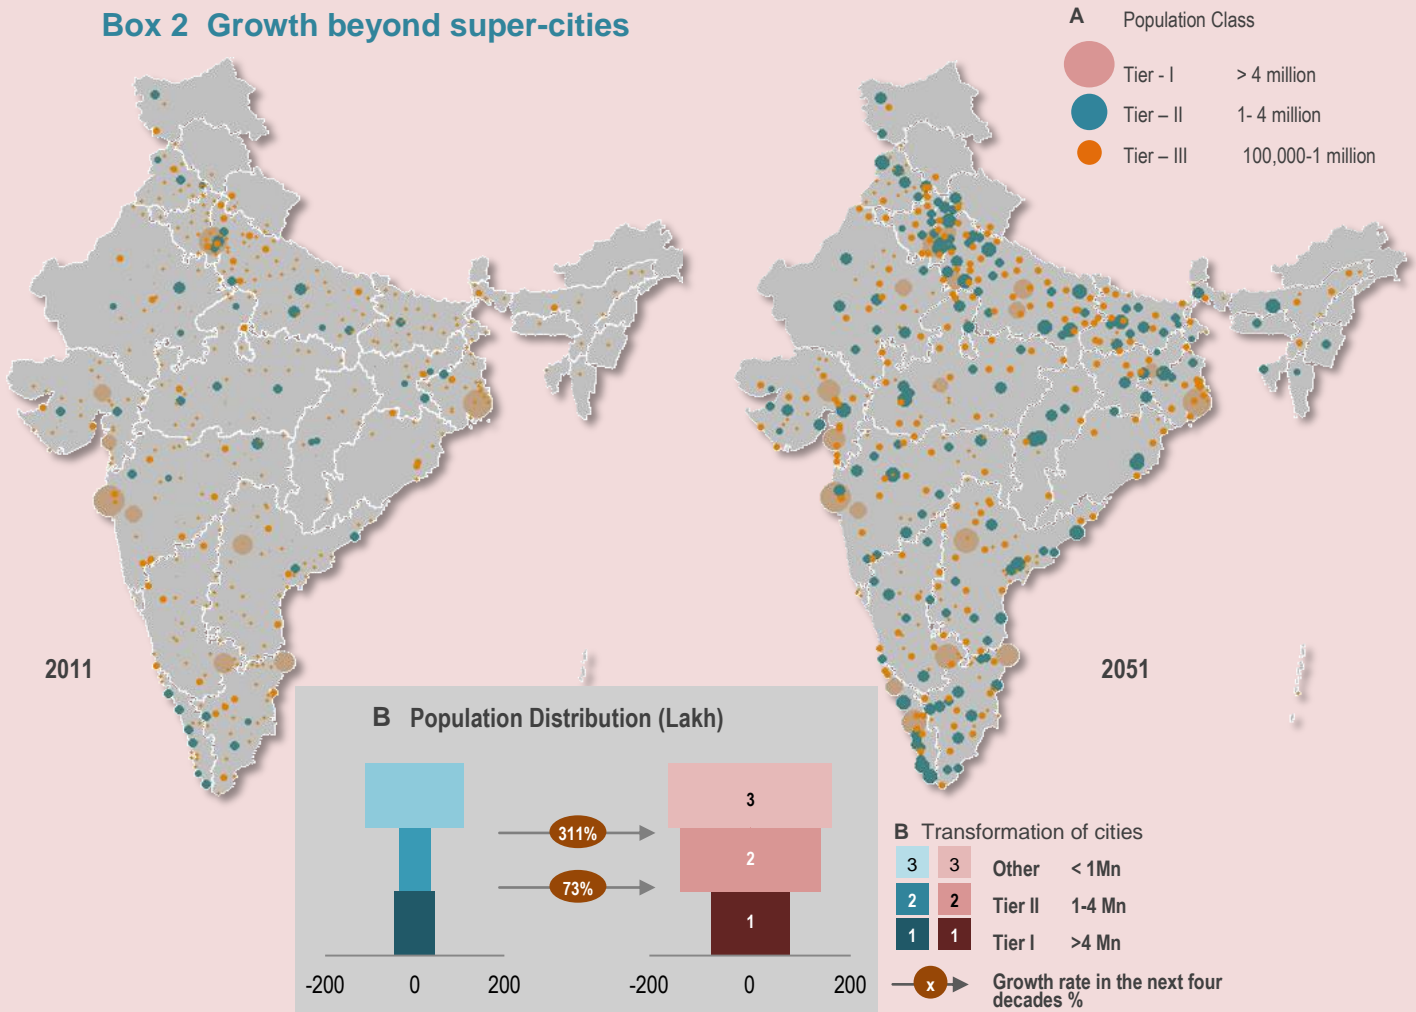 Box 2 Growth beyond super-cities
A Population Class
Tier - I > 4 million
Tier – II 1- 4 million
Tier – III 100,000-1 million
2011
2051
B Population Distribution (Lakh)
3
311%
2
73%
1
-200 0 200
-200 0 200
B Transformation of cities
3 3 Other < 1Mn
2 2 Tier II 1-4 Mn
1 1 Tier I >4 Mn
x Growth rate in the next four
decades %